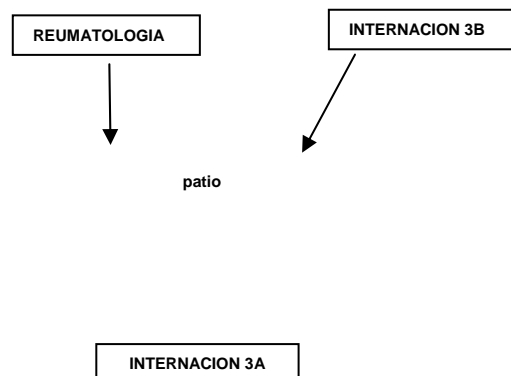 REUMATOLOGIA
INTERNACION 3B
patio
INTERNACION 3A